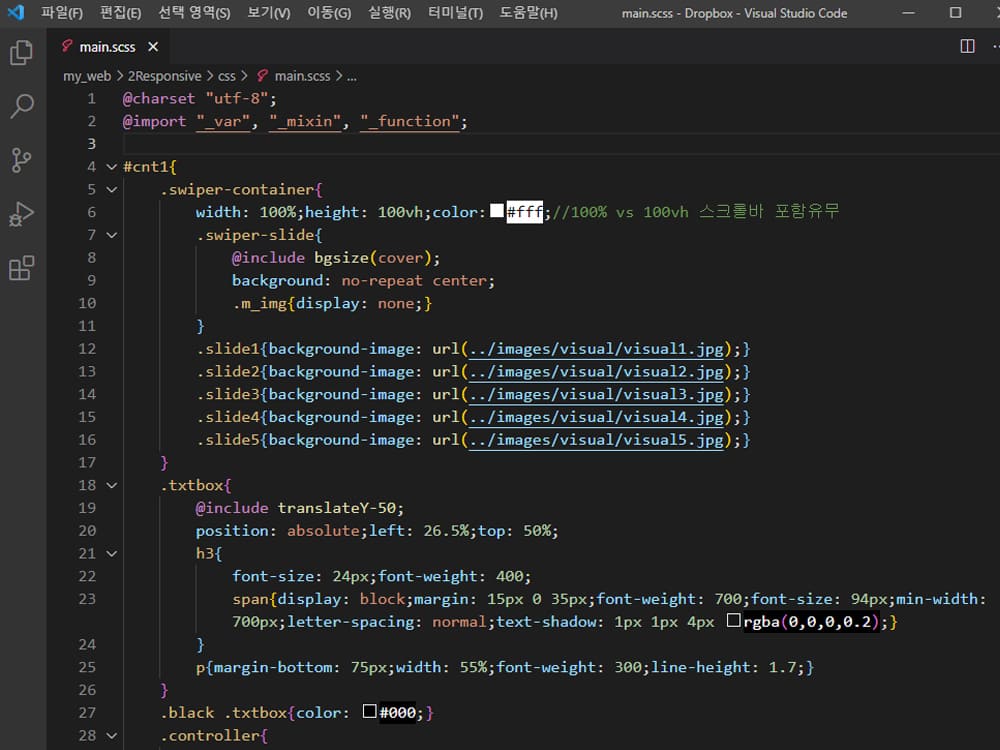 파일(F) 편집(E) 선택 영역(S) 보기(V) 이동(G) 실행(R) 터미널(T) 도움말(H) main.scss - Dropbox - Visual Studio Code
main.scss
my_web > 2Responsive > css > main.scss > ...
1 @charset "utf-8";
2 @import "_var", "_mixin", "_function";
3
4 #cnt1{
5 .swiper-container{
6 width: 100%;height: 100vh;color:#fff;//100% vs 100vh 스크롤바 포함유무
7 .swiper-slide{
8 @include bgsize(cover);
9 background: no-repeat center;
10 .m_img{display: none;}
11 }
12 .slide1{background-image: url(../images/visual/visual1.jpg);}
13 .slide2{background-image: url(../images/visual/visual2.jpg);}
14 .slide3{background-image: url(../images/visual/visual3.jpg);}
15 .slide4{background-image: url(../images/visual/visual4.jpg);}
16 .slide5{background-image: url(../images/visual/visual5.jpg);}
17 }
18 .txtbox{
19 @include translateY-50;
20 position: absolute;left: 26.5%;top: 50%;
21 h3{
22 font-size: 24px;font-weight: 400;
23 span{display: block;margin: 15px 0 35px;font-weight: 700;font-size: 94px;min-width:
700px;letter-spacing: normal;text-shadow: 1px 1px 4px rgba(0,0,0,0.2);}
24 }
25 p{margin-bottom: 75px;width: 55%;font-weight: 300;line-height: 1.7;}
26 }
27 .black .txtbox{color: #000;}
28 .controller{